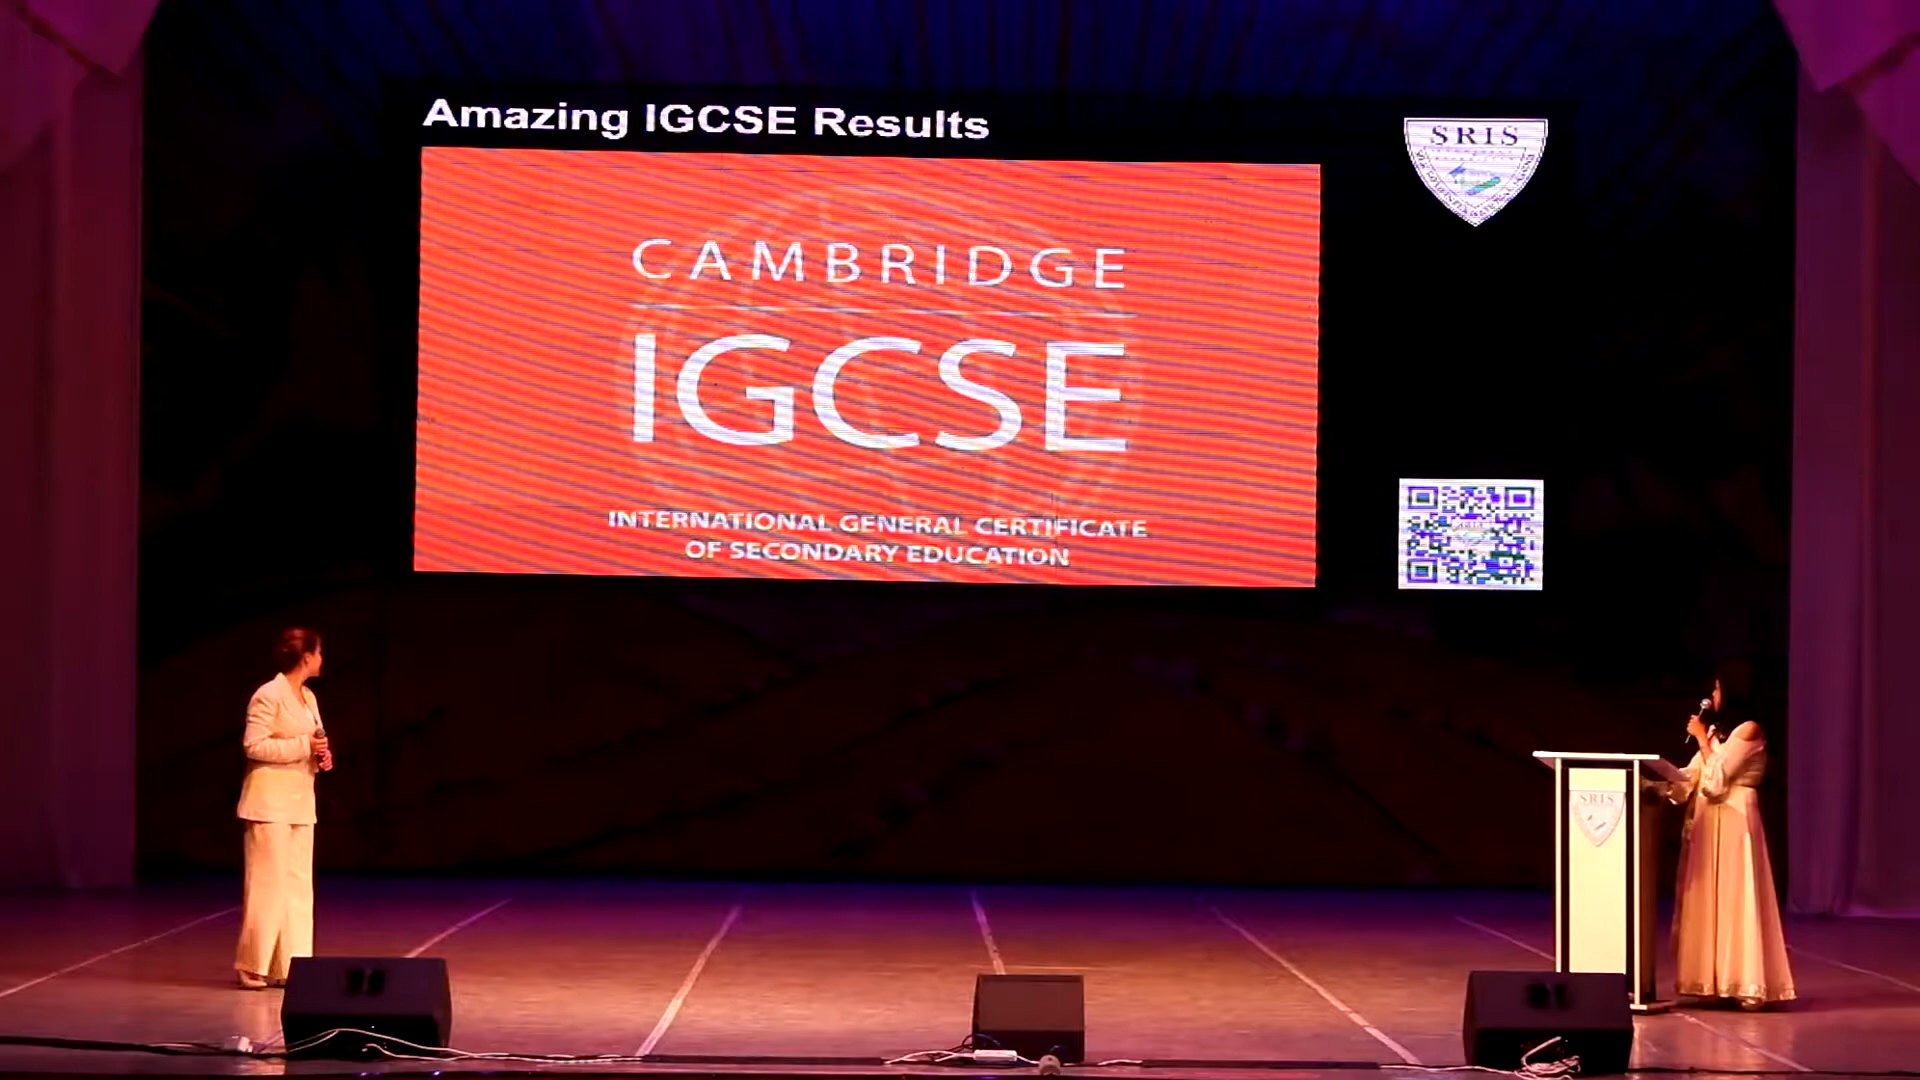 Amazing IGCSE Results
SRIS
CAMBRIDGE
IGCSE
INTERNATIONAL GENERAL CERTIFICATE
OF SECONDARY EDUCATION
SRIS